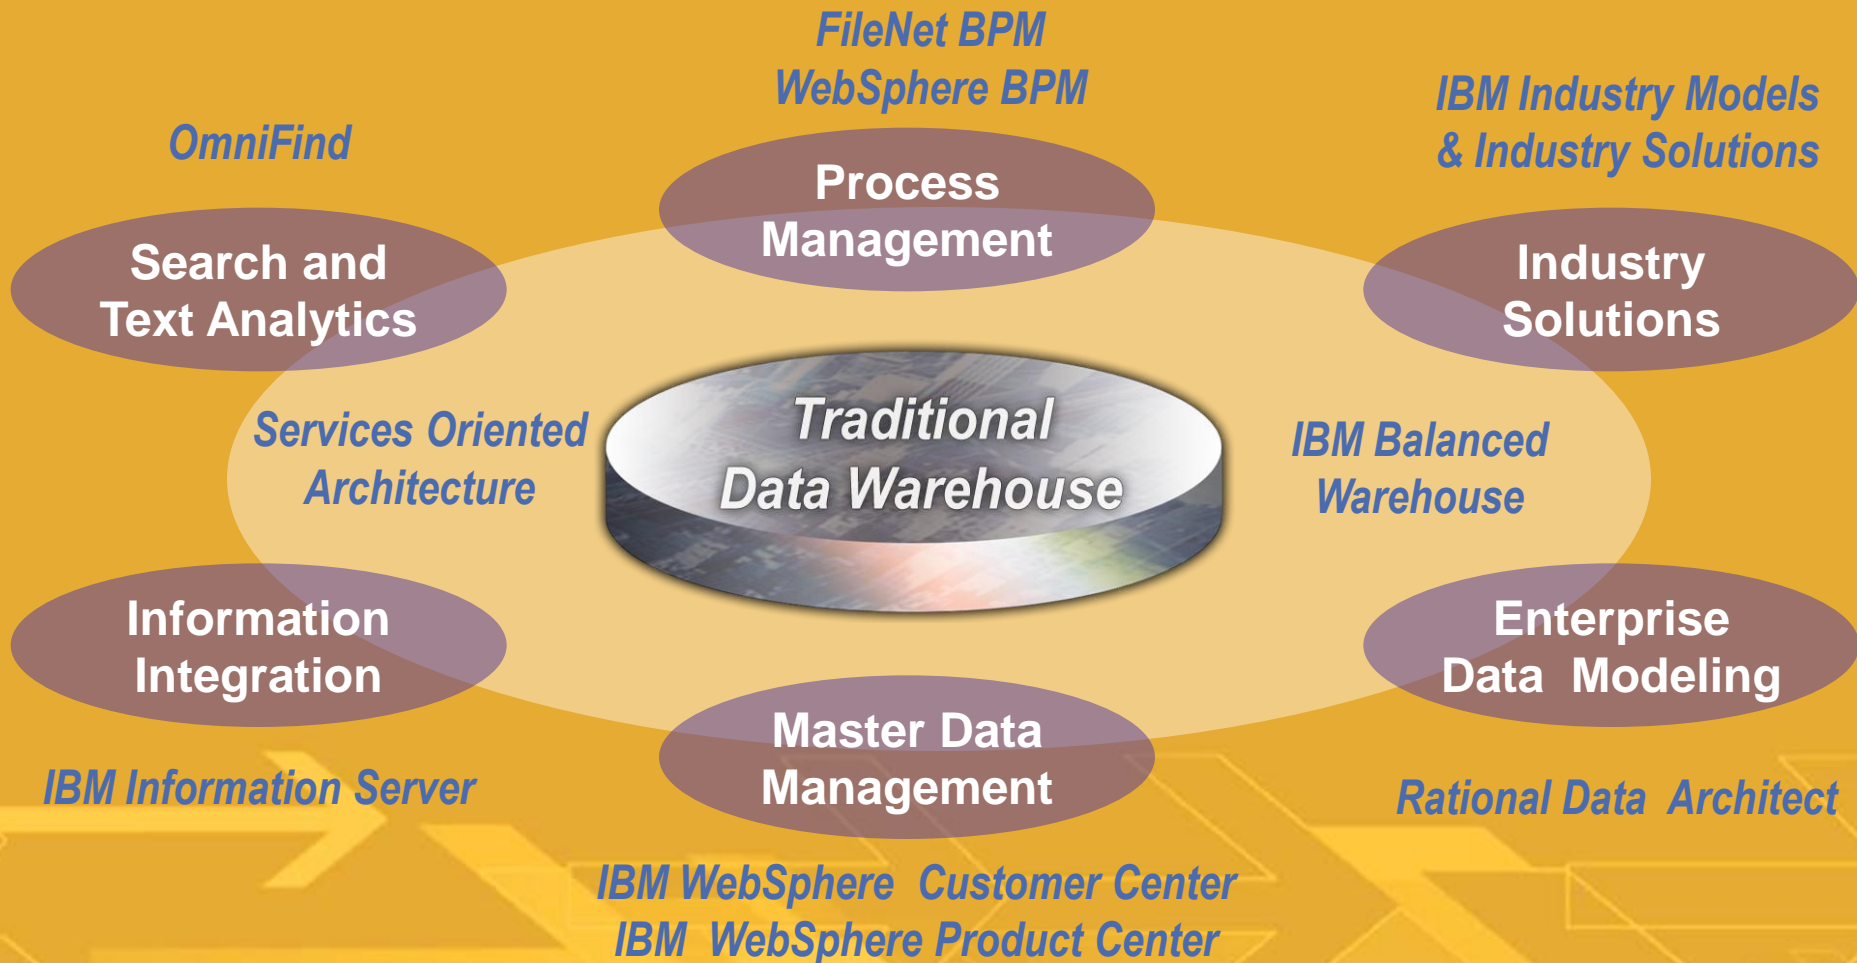 FileNet BPM
WebSphere BPM
IBM Industry Models
& Industry Solutions
OmniFind
Process
Management
Search and
Text Analytics
Industry
Solutions
Traditional
Data Warehouse
Services Oriented
Architecture
IBM Balanced
Warehouse
Information
Integration
Enterprise
Data Modeling
Master Data
Management
IBM Information Server
Rational Data Architect
IBM WebSphere Customer Center
IBM WebSphere Product Center